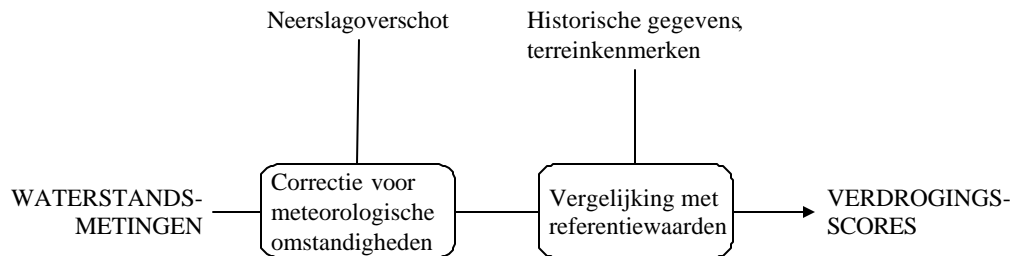 Neerslagoverschot
Historische gegevens,
terreinkenmerken
WATERSTANDS-
METINGEN
Correctie voor
meteorologische
omstandigheden
Vergelijking met
referentiewaarden
VERDROGINGS-
SCORES